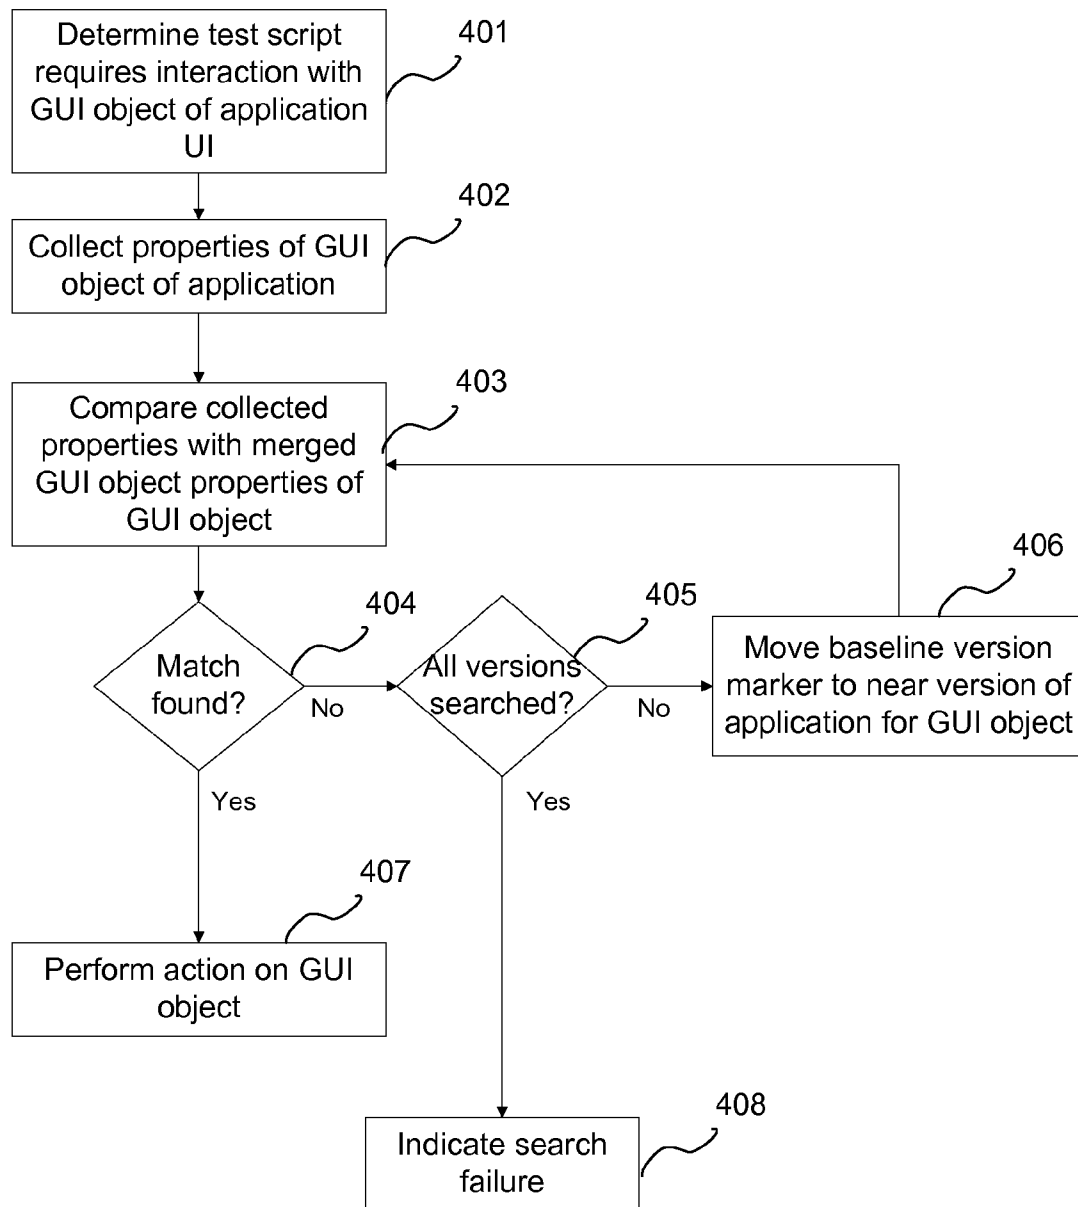 Determine test script
requires interaction with
GUI object of application
UI
401
Collect properties of GUI
object of application
402
Compare collected
properties with merged
GUI object properties of
GUI object
403
Match
found?
404
No
Yes
All versions
searched?
405
No
Yes
Move baseline version
marker to near version of
application for GUI object
406
Perform action on GUI
object
407
Indicate search
failure
408